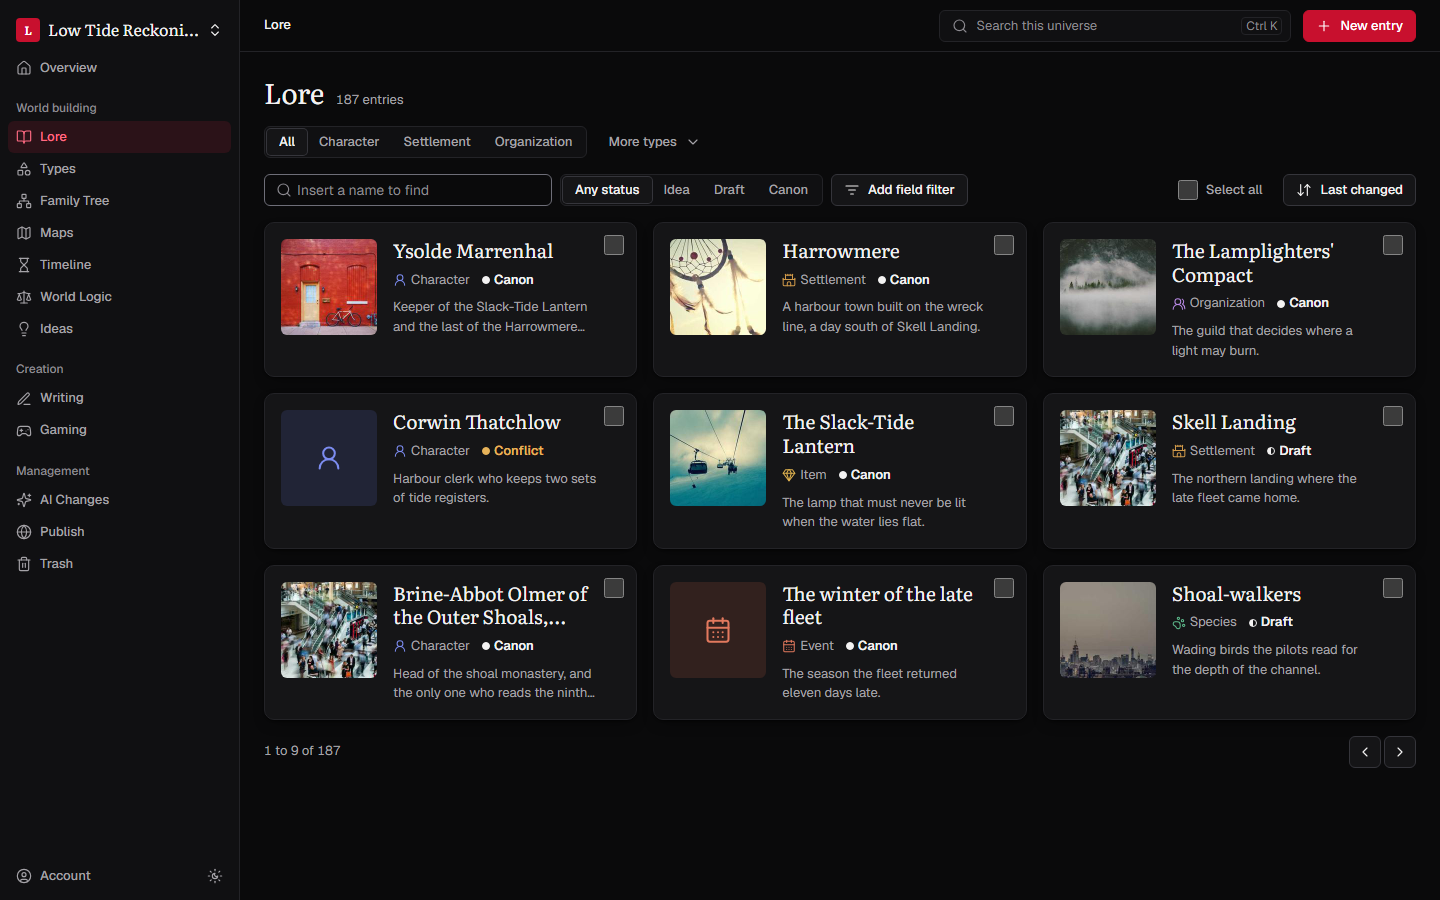 L Low Tide Reckoni...
Overview
World building
Lore
Types
Family Tree
Maps
Timeline
World Logic
Ideas
Creation
Writing
Gaming
Management
AI Changes
Publish
Trash
Account
Lore
Search this universe Ctrl K
New entry
Lore 187 entries
All Character Settlement Organization More types
Insert a name to find Any status Idea Draft Canon Add field filter Select all Last changed
Ysolde Marrenhal
Character Canon
Keeper of the Slack-Tide Lantern
and the last of the Harrowmere...
Harrowmere
Settlement Canon
A harbour town built on the wreck
line, a day south of Skell Landing.
The Lamplighters'
Compact
Organization Canon
The guild that decides where a
light may burn.
Corwin Thatchlow
Character Conflict
Harbour clerk who keeps two sets
of tide registers.
The Slack-Tide
Lantern
Item Canon
The lamp that must never be lit
when the water lies flat.
Skell Landing
Settlement Draft
The northern landing where the
late fleet came home.
Brine-Abbot Olmer of
the Outer Shoals,...
Character Canon
Head of the shoal monastery, and
the only one who reads the ninth...
The winter of the late
fleet
Event Canon
The season the fleet returned
eleven days late.
Shoal-walkers
Species Draft
Wading birds the pilots read for
the depth of the channel.
1 to 9 of 187